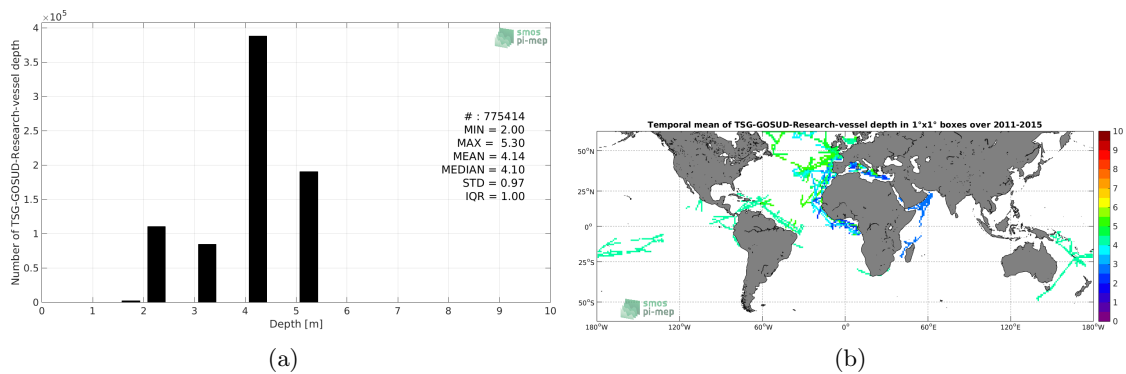 ×10⁵
4
3.5
3
2.5
2
1.5
1
0.5
0
0 1 2 3 4 5 6 7 8 9 10
Number of TSG-GOSUD-Research-vessel depth
Depth [m]
smos
pi-mep
# : 775414
MIN = 2.00
MAX = 5.30
MEAN = 4.14
MEDIAN = 4.10
STD = 0.97
IQR = 1.00
(a)
Temporal mean of TSG-GOSUD-Research-vessel depth in 1°x1° boxes over 2011-2015
50°N
25°N
0°
25°S
50°S
180°W 120°W 60°W 0° 60°E 120°E 180°W
smos
pi-mep
10
9
8
7
6
5
4
3
2
1
0
(b)